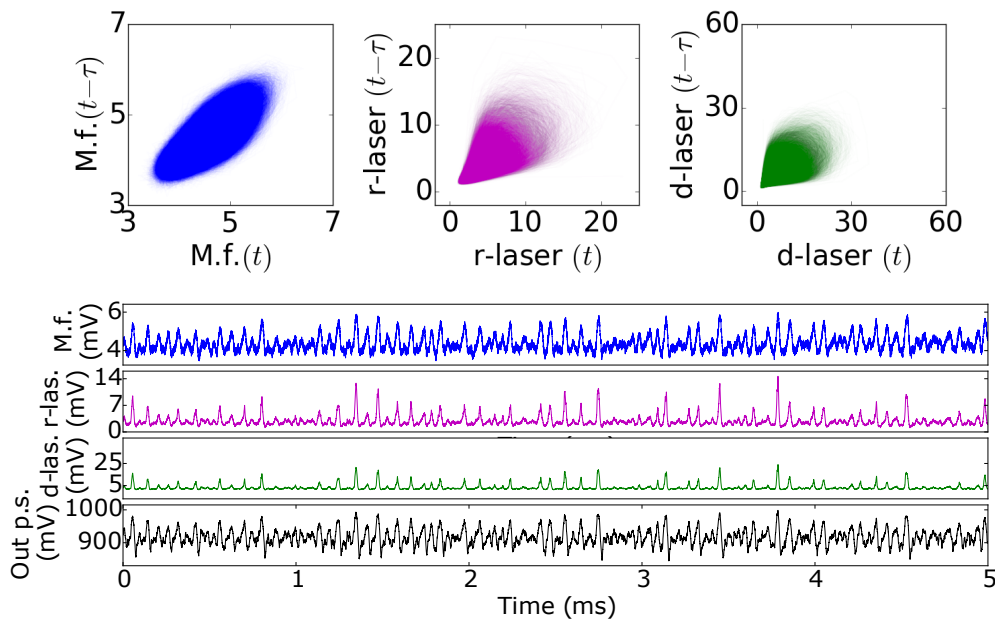 7
5
3
M.f.(t−τ)
3 5 7
M.f.(t)
20
10
0
r-laser (t−τ)
0 10 20
r-laser (t)
60
30
0
d-laser (t−τ)
0 30 60
d-laser (t)
6
4
M.f.
(mV)
14
7
0
r-las.
(mV)
25
5
d-las.
(mV)
1000
900
Out p.s.
(mV)
0 1 2 3 4 5
Time (ms)